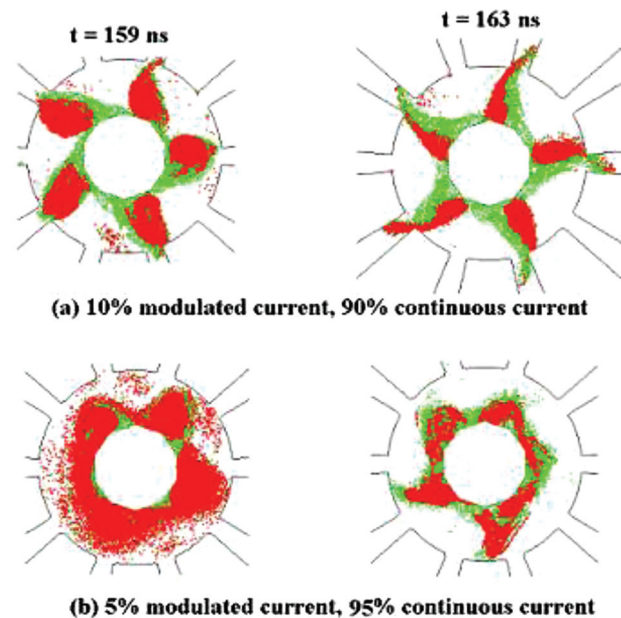 t = 159 ns
t = 163 ns
(a) 10% modulated current, 90% continuous current
(b) 5% modulated current, 95% continuous current